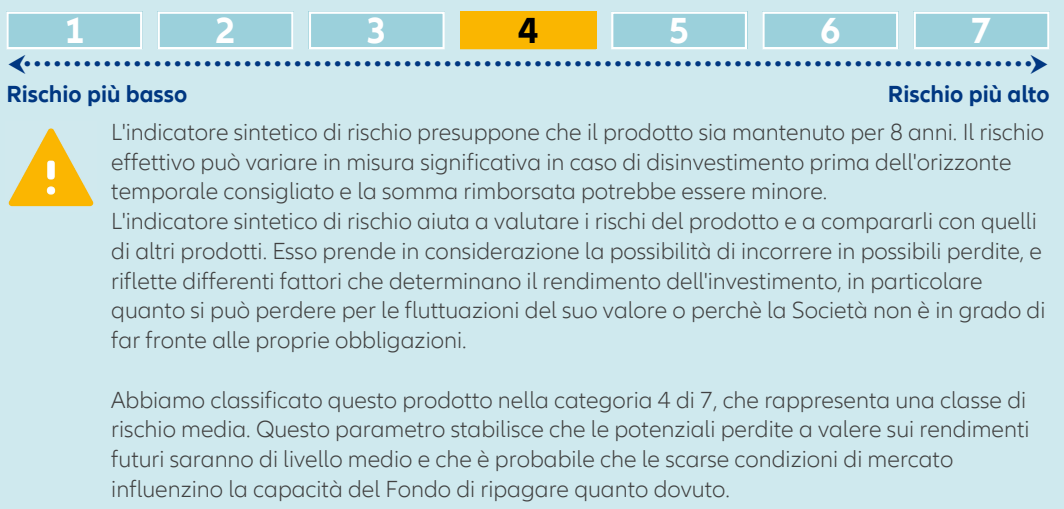 1 2 3 4 5 6 7
Rischio più basso Rischio più alto
L'indicatore sintetico di rischio presuppone che il prodotto sia mantenuto per 8 anni. Il rischio
effettivo può variare in misura significativa in caso di disinvestimento prima dell'orizzonte
temporale consigliato e la somma rimborsata potrebbe essere minore.
L'indicatore sintetico di rischio aiuta a valutare i rischi del prodotto e a compararli con quelli
di altri prodotti. Esso prende in considerazione la possibilità di incorrere in possibili perdite, e
riflette differenti fattori che determinano il rendimento dell'investimento, in particolare
quanto si può perdere per le fluttuazioni del suo valore o perchè la Società non è in grado di
far fronte alle proprie obbligazioni.
Abbiamo classificato questo prodotto nella categoria 4 di 7, che rappresenta una classe di
rischio media. Questo parametro stabilisce che le potenziali perdite a valere sui rendimenti
futuri saranno di livello medio e che è probabile che le scarse condizioni di mercato
influenzino la capacità del Fondo di ripagare quanto dovuto.